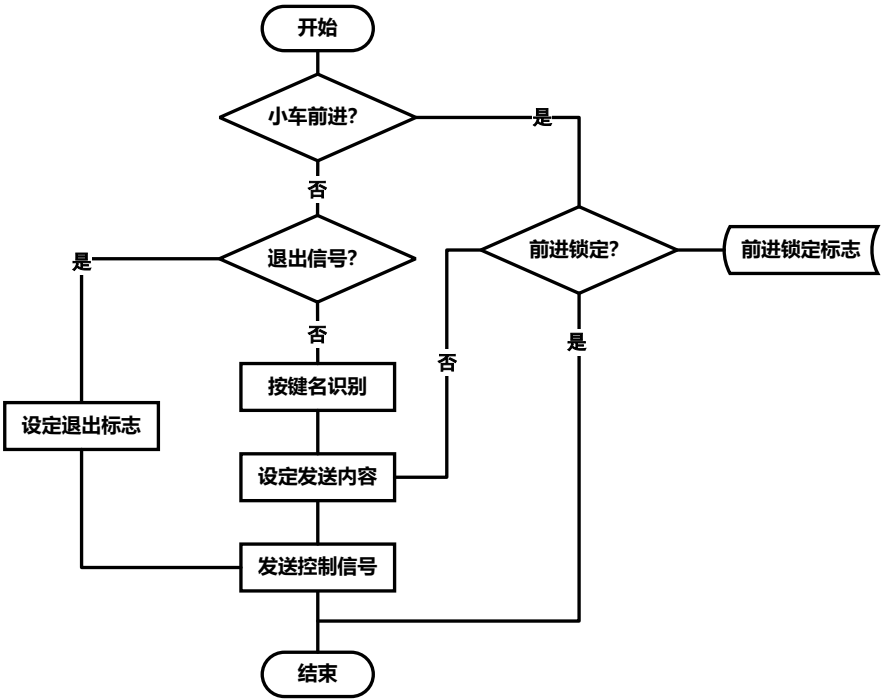 开始
小车前进?
是
否
退出信号?
前进锁定?
前进锁定标志
是
否
是
否
按键名识别
设定退出标志
设定发送内容
发送控制信号
结束